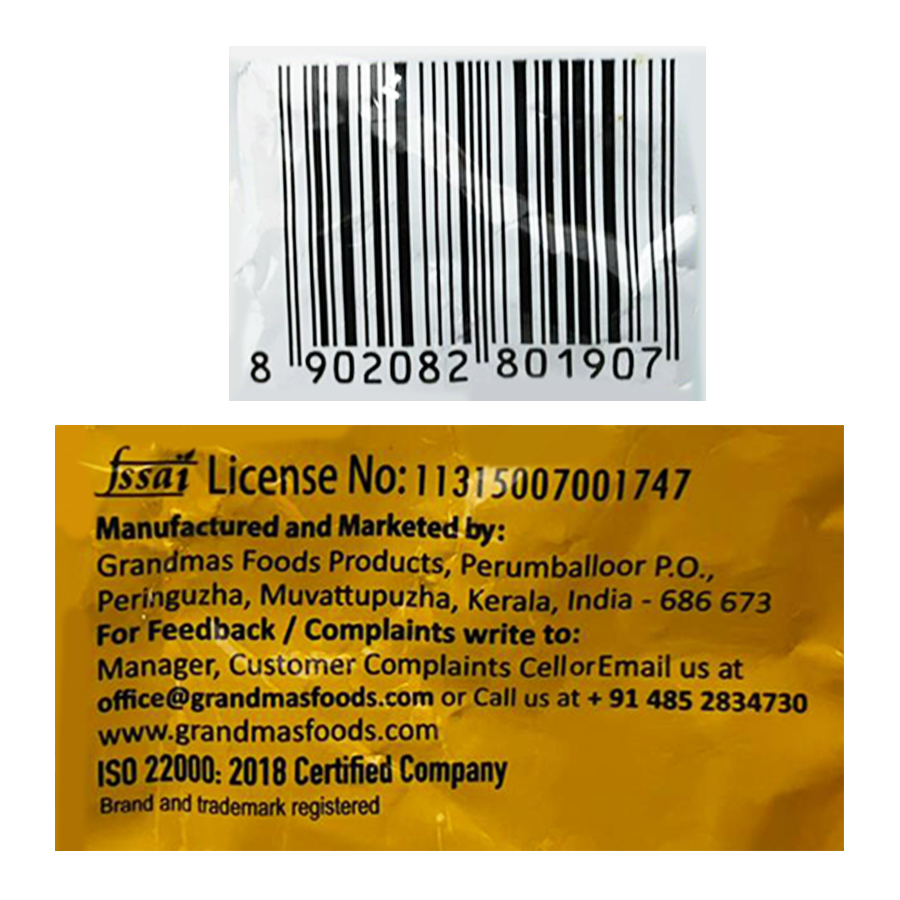 8 902082 801907
fssai License No: 11315007001747
Manufactured and Marketed by:
Grandmas Foods Products, Perumballoor P.O.,
Peringuzha, Muvattupuzha, Kerala, India - 686 673
For Feedback / Complaints write to:
Manager, Customer Complaints Cell or Email us at
office@grandmasfoods.com or Call us at + 91 485 2834730
www.grandmasfoods.com
ISO 22000: 2018 Certified Company
Brand and trademark registered